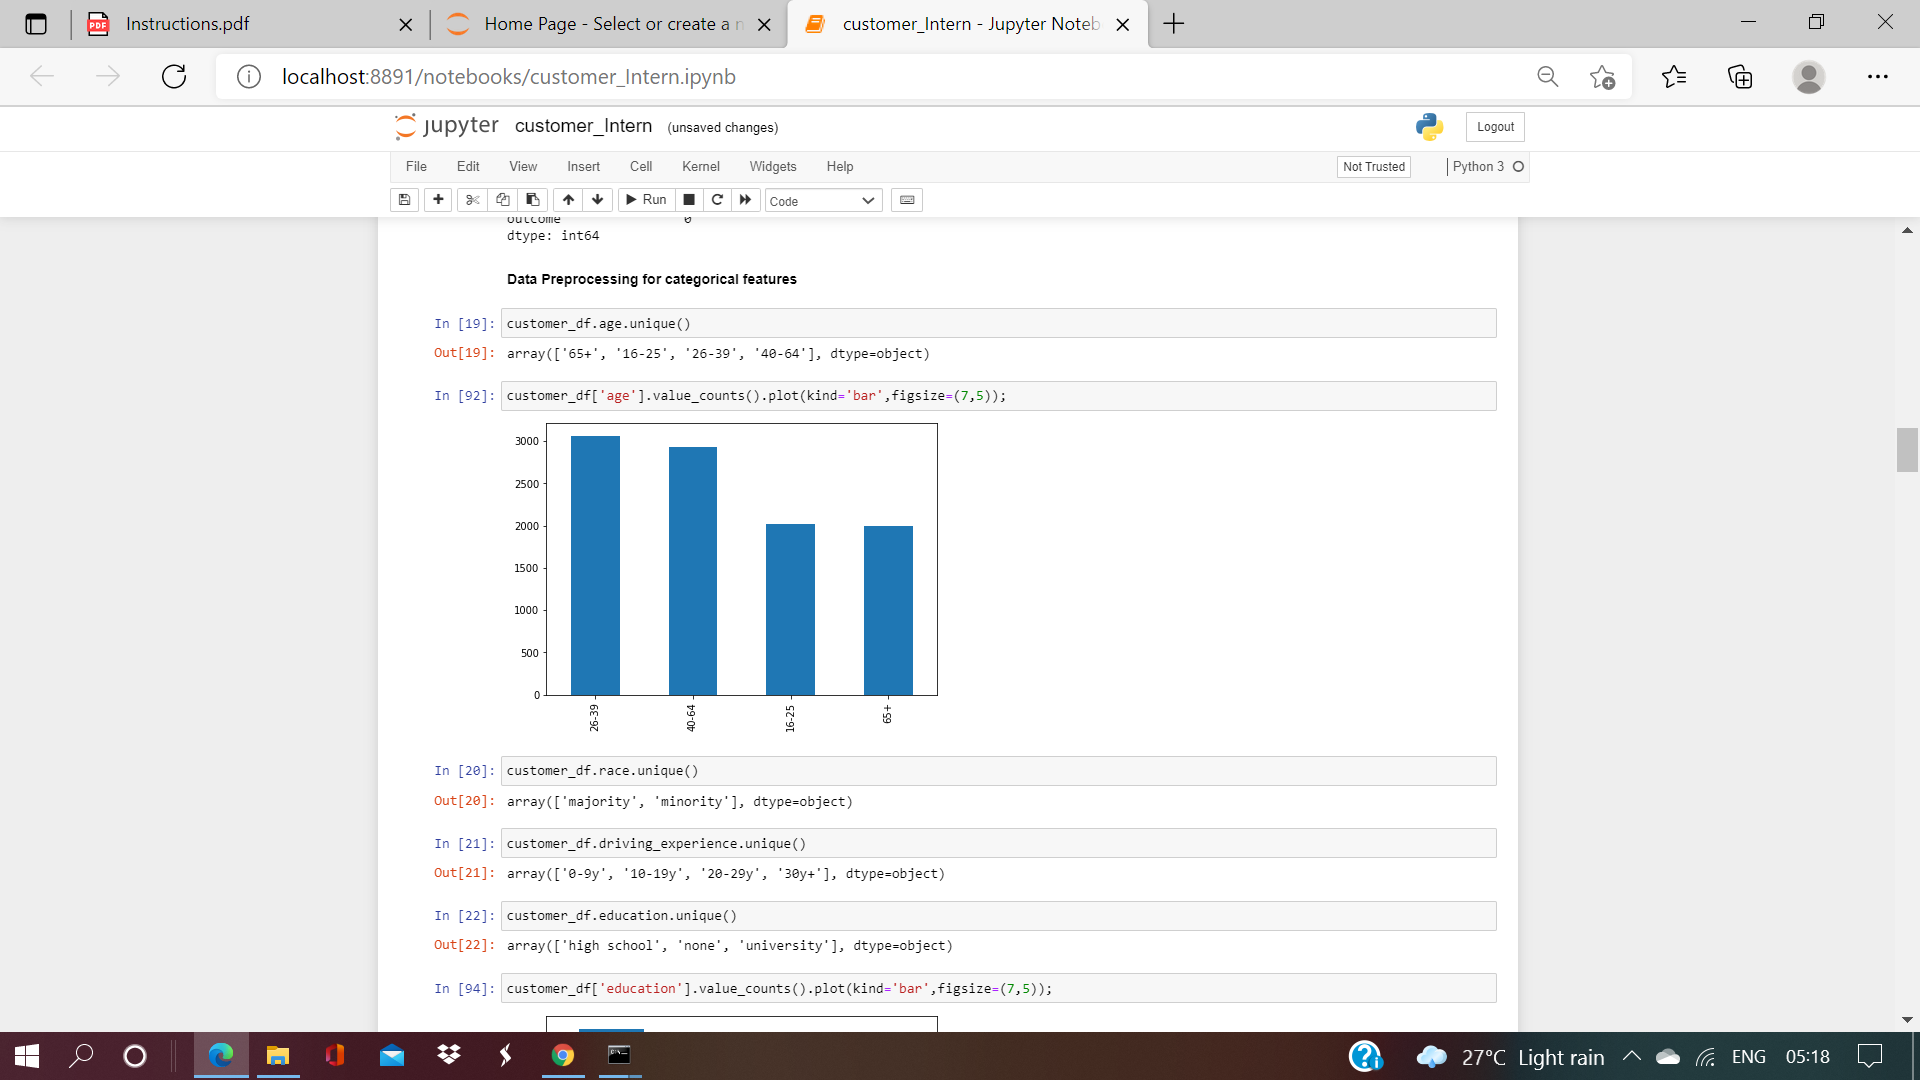 Instructions.pdf
Home Page - Select or create a n
customer_Intern - Jupyter Noteb
localhost:8891/notebooks/customer_Intern.ipynb
jupyter customer_Intern (unsaved changes)
Logout
File Edit View Insert Cell Kernel Widgets Help
Not Trusted
Python 3
Run
Code
outcome 0
dtype: int64
Data Preprocessing for categorical features
In [19]: customer_df.age.unique()
Out[19]: array(['65+', '16-25', '26-39', '40-64'], dtype=object)
In [92]: customer_df['age'].value_counts().plot(kind='bar',figsize=(7,5));
3000
2500
2000
1500
1000
500
0
26-39
40-64
16-25
65+
In [20]: customer_df.race.unique()
Out[20]: array(['majority', 'minority'], dtype=object)
In [21]: customer_df.driving_experience.unique()
Out[21]: array(['0-9y', '10-19y', '20-29y', '30y+'], dtype=object)
In [22]: customer_df.education.unique()
Out[22]: array(['high school', 'none', 'university'], dtype=object)
In [94]: customer_df['education'].value_counts().plot(kind='bar',figsize=(7,5));
27°C Light rain
ENG
05:18